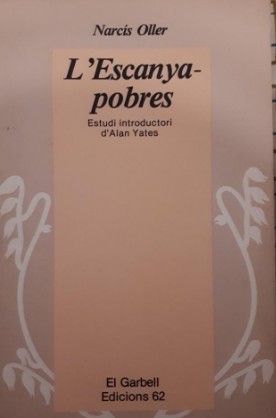 Narcís Oller
L'Escanya-
pobres
Estudi introductori
d'Alan Yates
El Garbell
Edicions 62